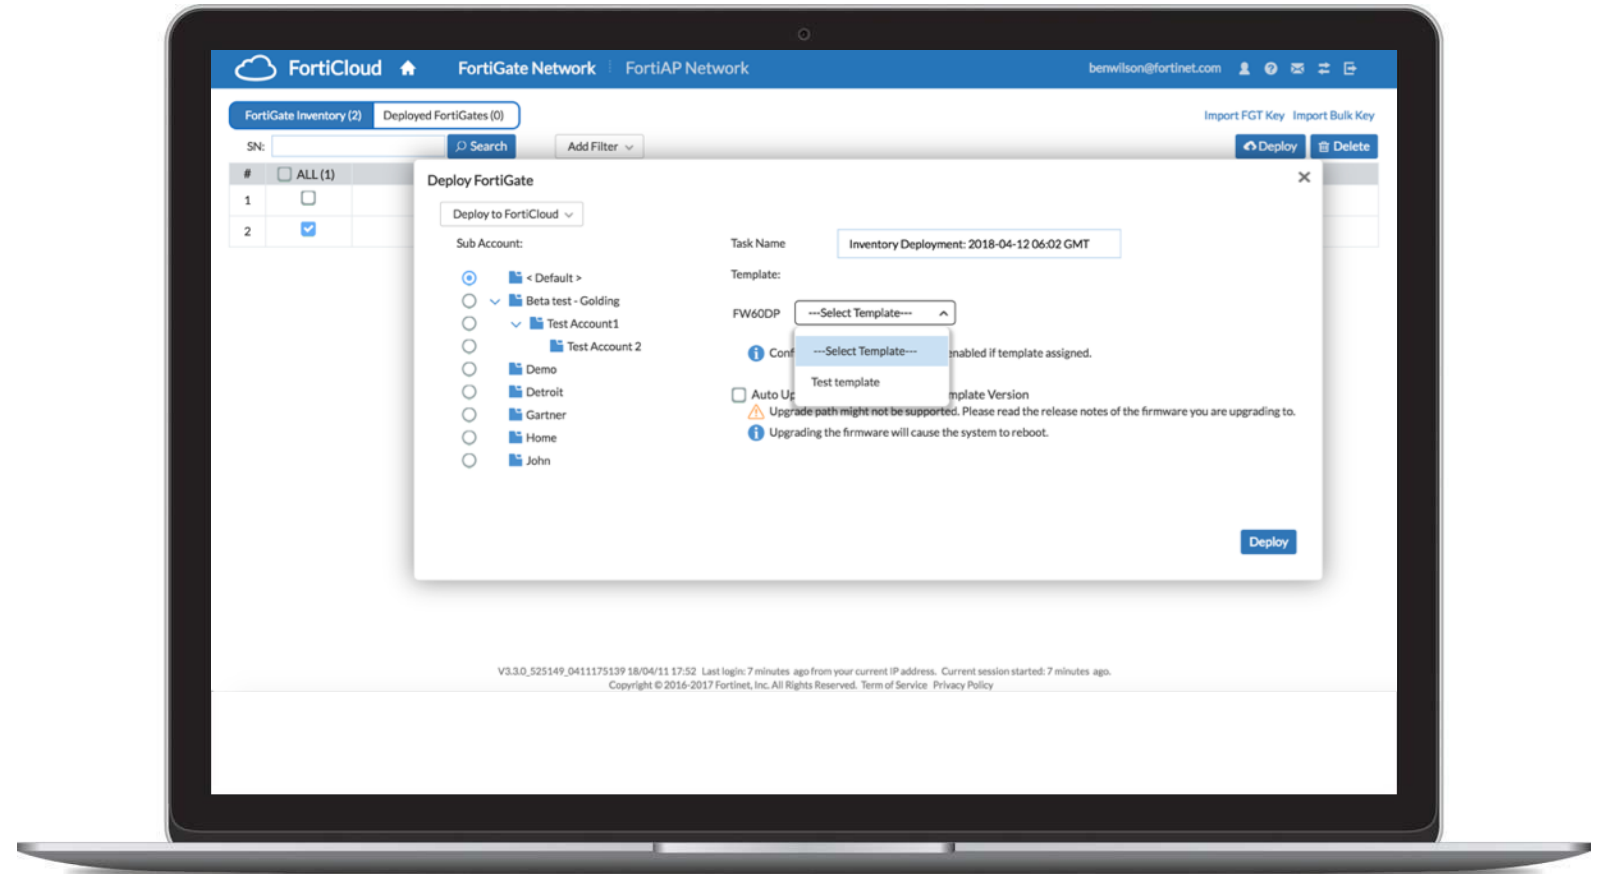 FortiCloud FortiGate Network FortiAP Network benwilson@fortinet.com
FortiGate Inventory (2) Deployed FortiGates (0) Import FGT Key Import Bulk Key
SN: Search Add Filter Deploy Delete
# ALL (1)
1
2
Deploy FortiGate
Deploy to FortiCloud
Sub Account:
< Default >
Beta test - Golding
Test Account1
Test Account 2
Demo
Detroit
Gartner
Home
John
Task Name Inventory Deployment: 2018-04-12 06:02 GMT
Template:
FW60DP ---Select Template---
---Select Template---
Test template
enabled if template assigned.
Auto Version
Upgrade path might not be supported. Please read the release notes of the firmware you are upgrading to.
Upgrading the firmware will cause the system to reboot.
Deploy
V3.3.0_525149_0411175139 18/04/11 17:52 Last login: 7 minutes ago from your current IP address. Current session started: 7 minutes ago.
Copyright © 2016-2017 Fortinet, Inc. All Rights Reserved. Term of Service Privacy Policy